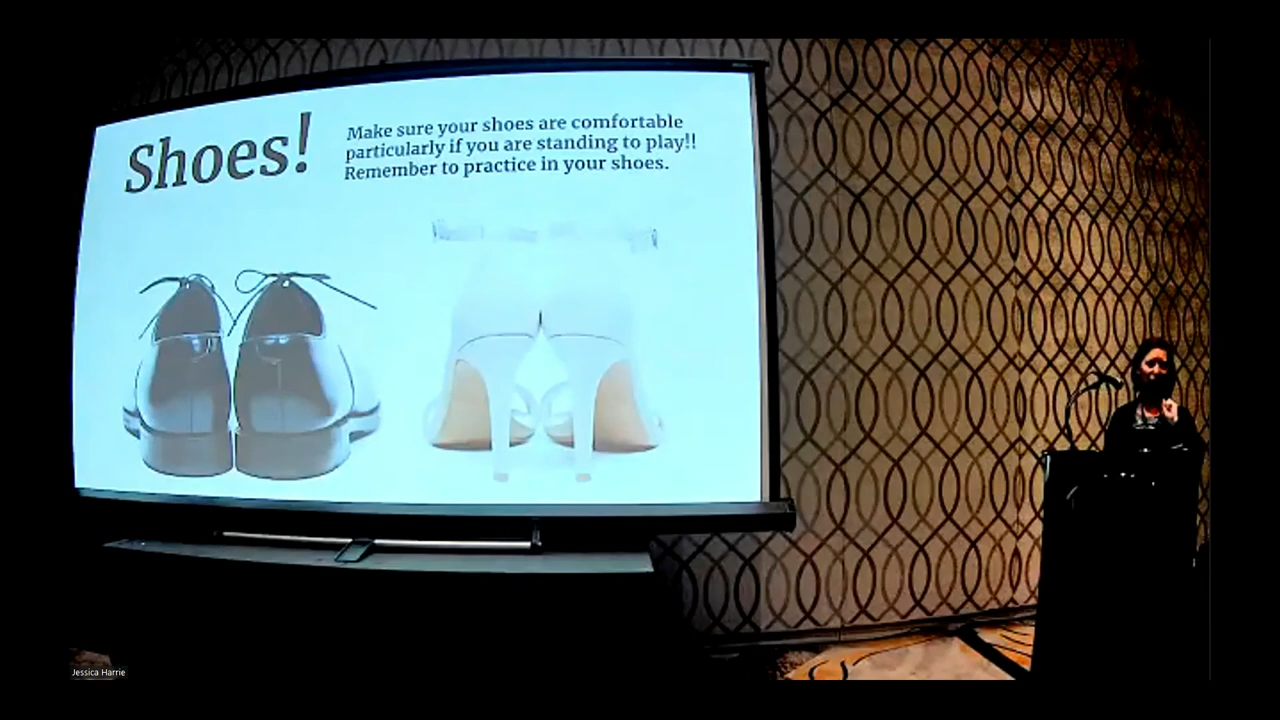 Shoes!
Make sure your shoes are comfortable
particularly if you are standing to play!!
Remember to practice in your shoes.
Jessica Harrie